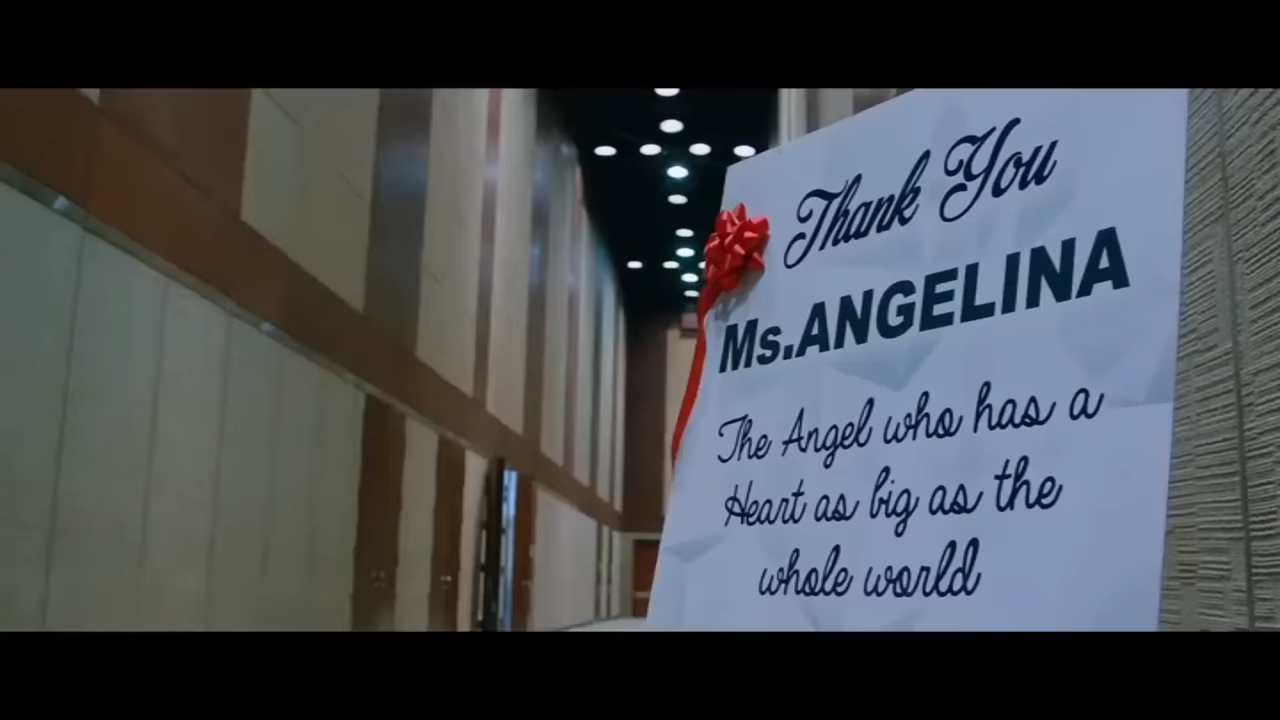 Thank You
Ms.ANGELINA
The Angel who has a
Heart as big as the
whole world